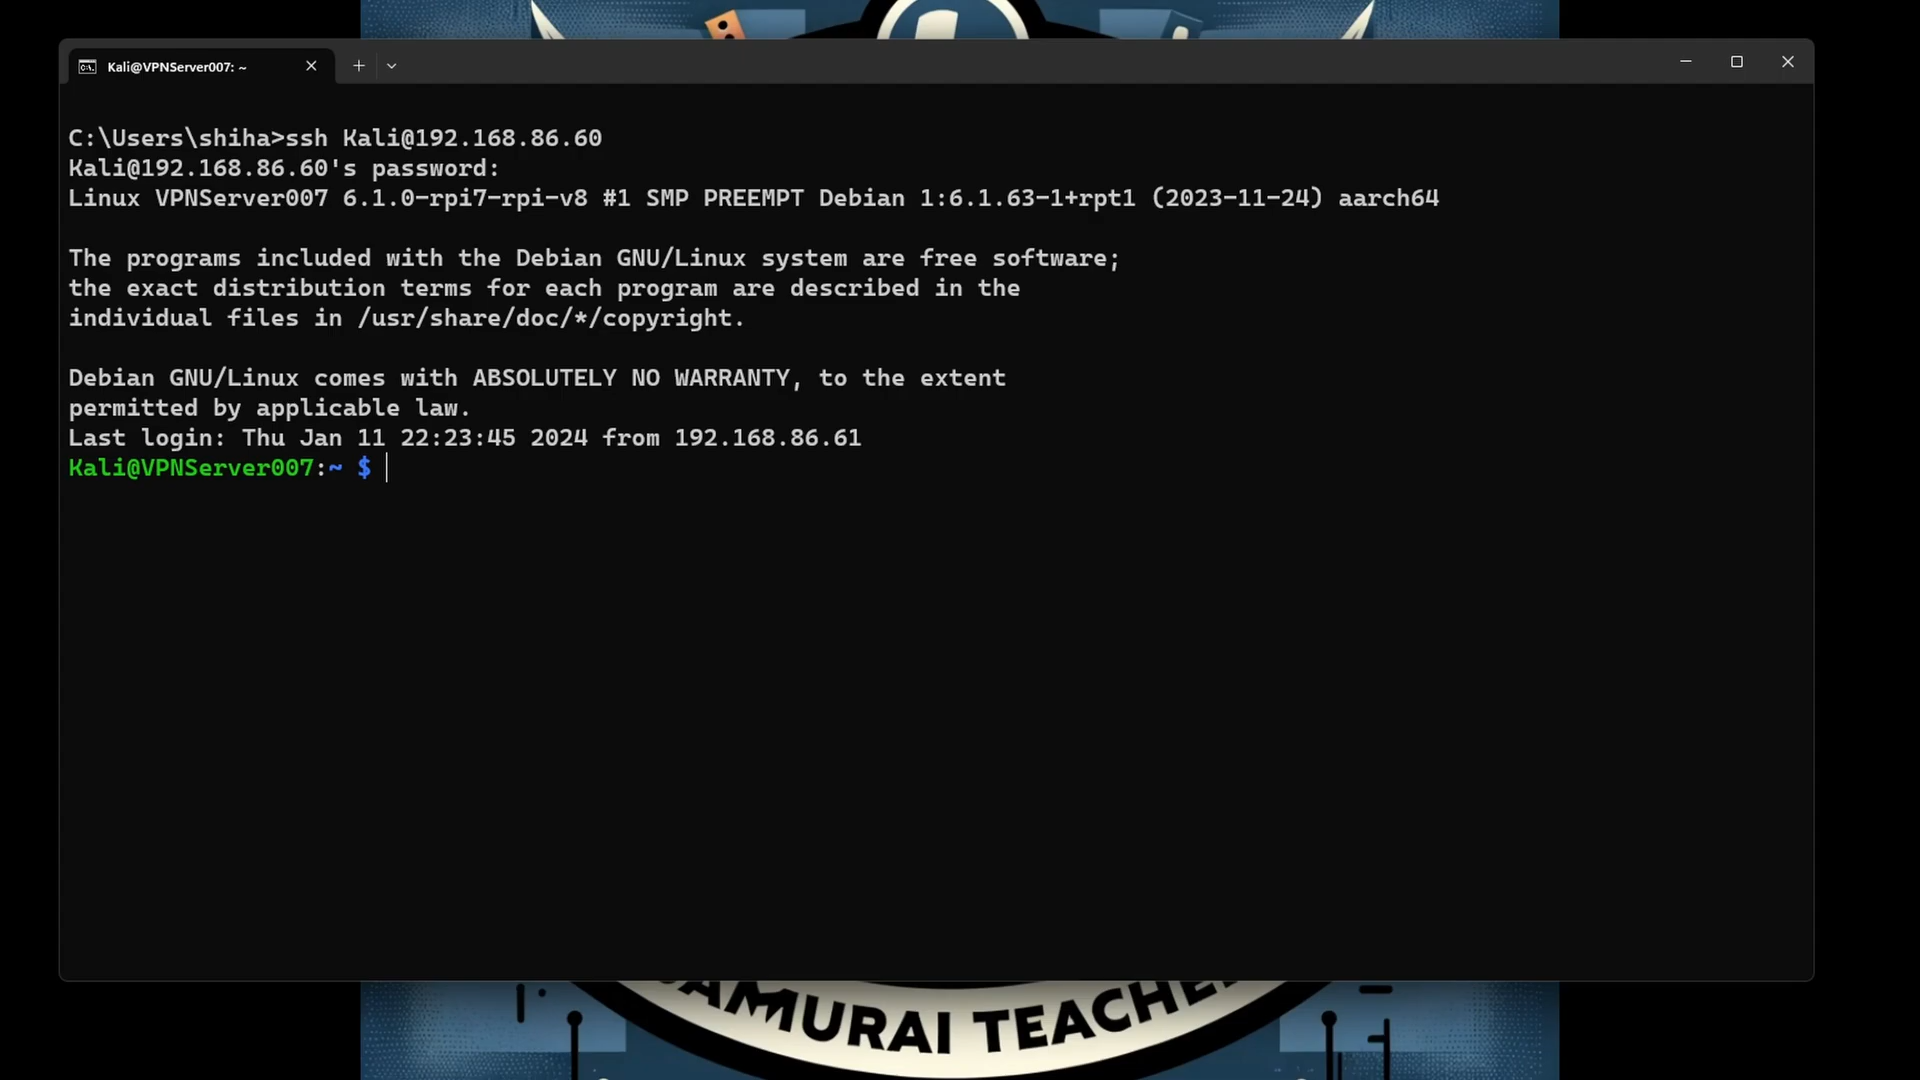 Kali@VPNServer007: ~
C:\Users\shiha>ssh Kali@192.168.86.60
Kali@192.168.86.60's password:
Linux VPNServer007 6.1.0-rpi7-rpi-v8 #1 SMP PREEMPT Debian 1:6.1.63-1+rpt1 (2023-11-24) aarch64
The programs included with the Debian GNU/Linux system are free software;
the exact distribution terms for each program are described in the
individual files in /usr/share/doc/*/copyright.
Debian GNU/Linux comes with ABSOLUTELY NO WARRANTY, to the extent
permitted by applicable law.
Last login: Thu Jan 11 22:23:45 2024 from 192.168.86.61
Kali@VPNServer007:~ $
SAMURAI TEACHER